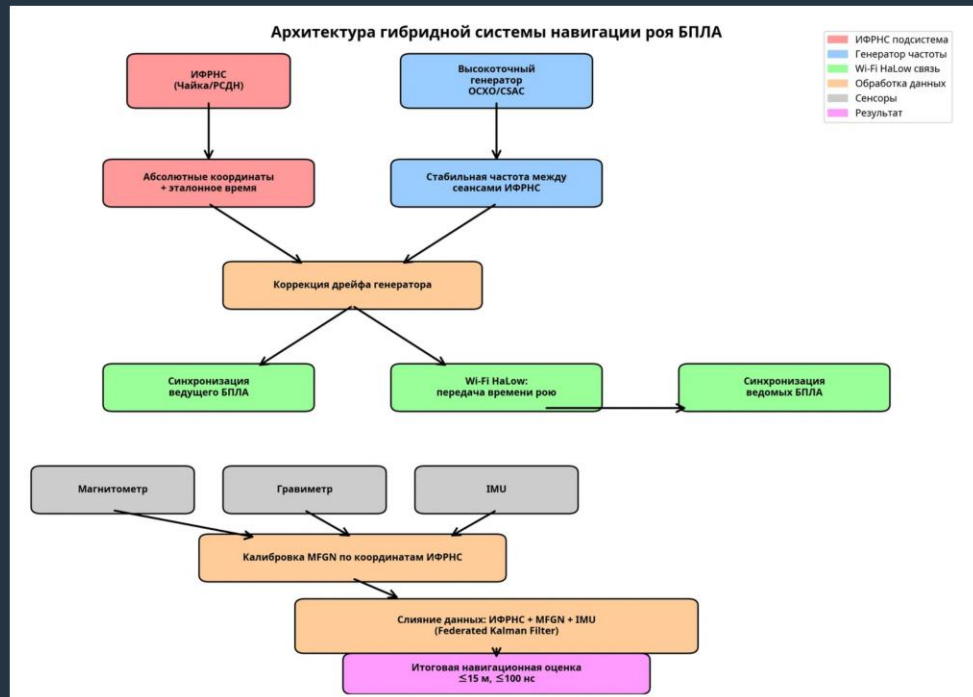 Архитектура гибридной системы навигации роя БПЛА
ИФРНС
(Чайка/РСДН)
Высокоточный
генератор
OCXO/CSAC
ИФРНС подсистема
Генератор частоты
Wi-Fi HaLow связь
Обработка данных
Сенсоры
Результат
Абсолютные координаты
+ эталонное время
Стабильная частота между
сеансами ИФРНС
Коррекция дрейфа генератора
Синхронизация
ведущего БПЛА
Wi-Fi HaLow:
передача времени рою
Синхронизация
ведомых БПЛА
Магнитометр
Гравиметр
IMU
Калибровка MFGN по координатам ИФРНС
Слияние данных: ИФРНС + MFGN + IMU
(Federated Kalman Filter)
Итоговая навигационная оценка
≤15 м, ≤100 нс